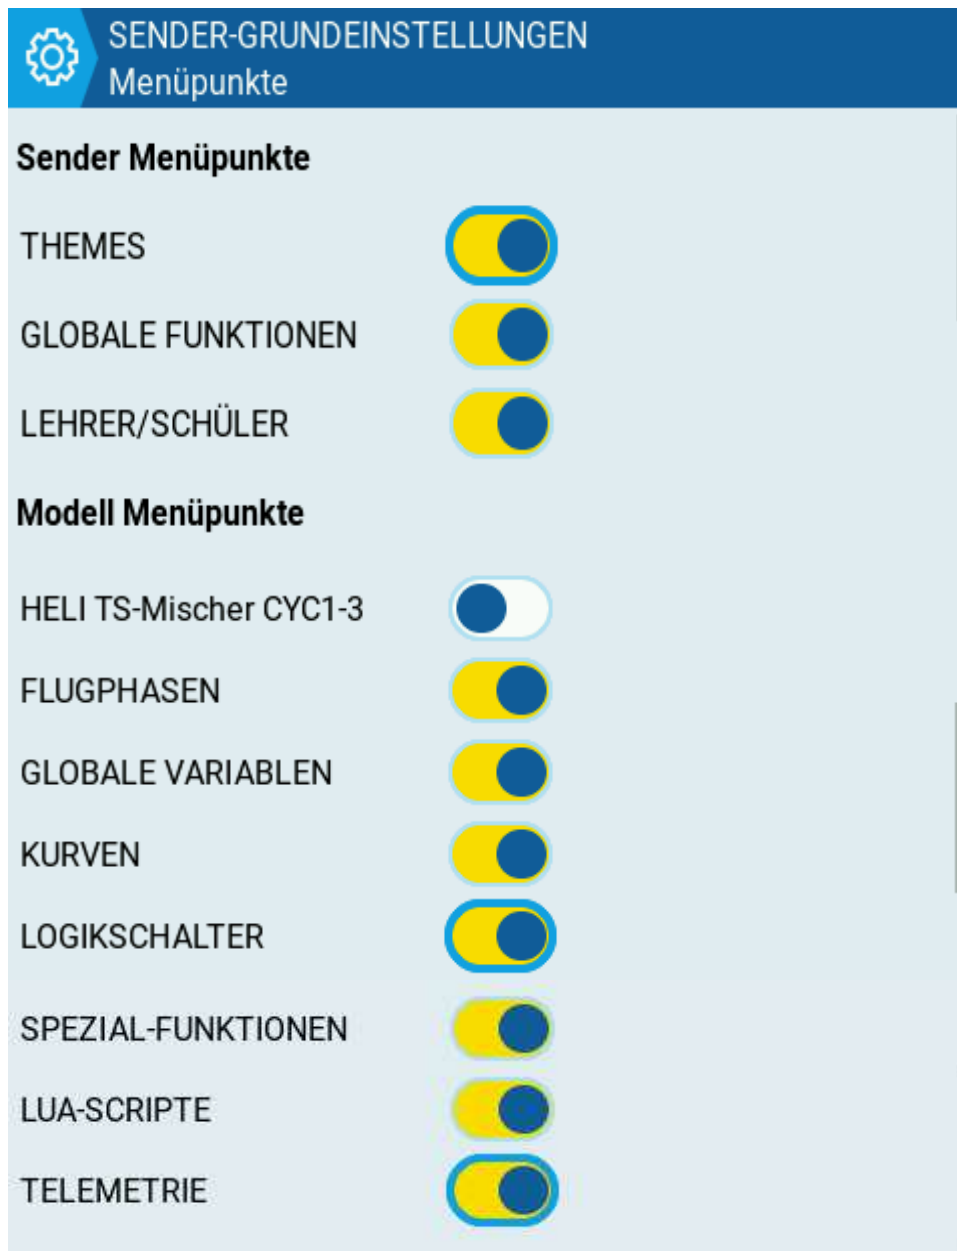 SENDER-GRUNDEINSTELLUNGEN
Menüpunkte
Sender Menüpunkte
THEMES
GLOBALE FUNKTIONEN
LEHRER/SCHÜLER
Modell Menüpunkte
HELI TS-Mischer CYC1-3
FLUGPHASEN
GLOBALE VARIABLEN
KURVEN
LOGIKSCHALTER
SPEZIAL-FUNKTIONEN
LUA-SCRIPTE
TELEMETRIE